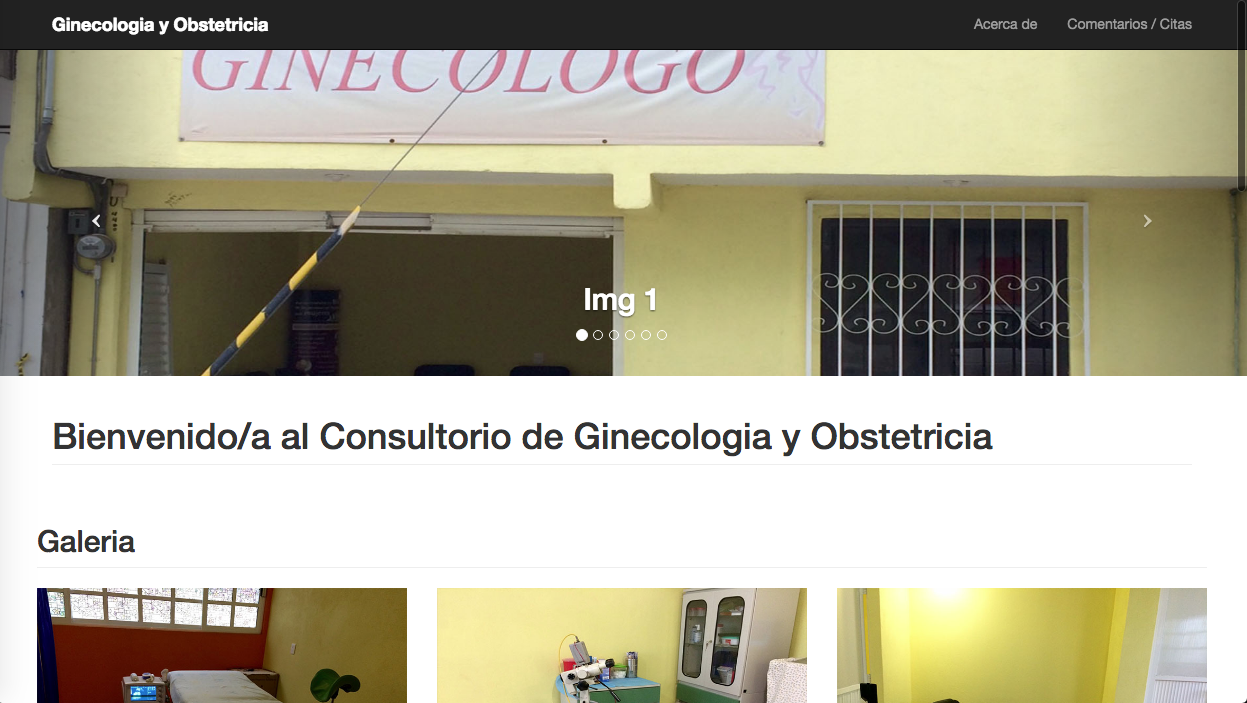 Ginecologia y Obstetricia
Acerca de
Comentarios / Citas
GINECOLOGO
Img 1
Bienvenido/a al Consultorio de Ginecologia y Obstetricia
Galeria